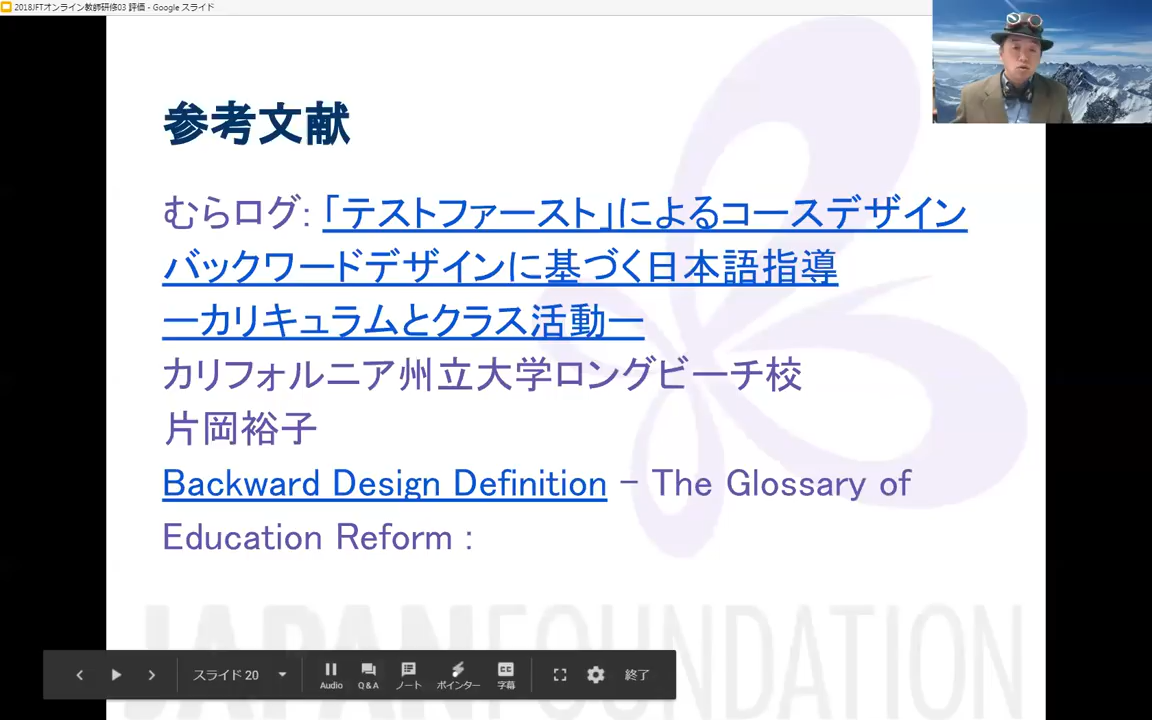 2018JFTオンライン教師研修03 評価 - Google スライド
参考文献
むらログ: 「テストファースト」によるコースデザイン
バックワードデザインに基づく日本語指導
ーカリキュラムとクラス活動ー
カリフォルニア州立大学ロングビーチ校
片岡裕子
Backward Design Definition - The Glossary of
Education Reform :
JAPANFOUNDATION
スライド 20
Audio
Q&A
ノート
ポインター
字幕
終了